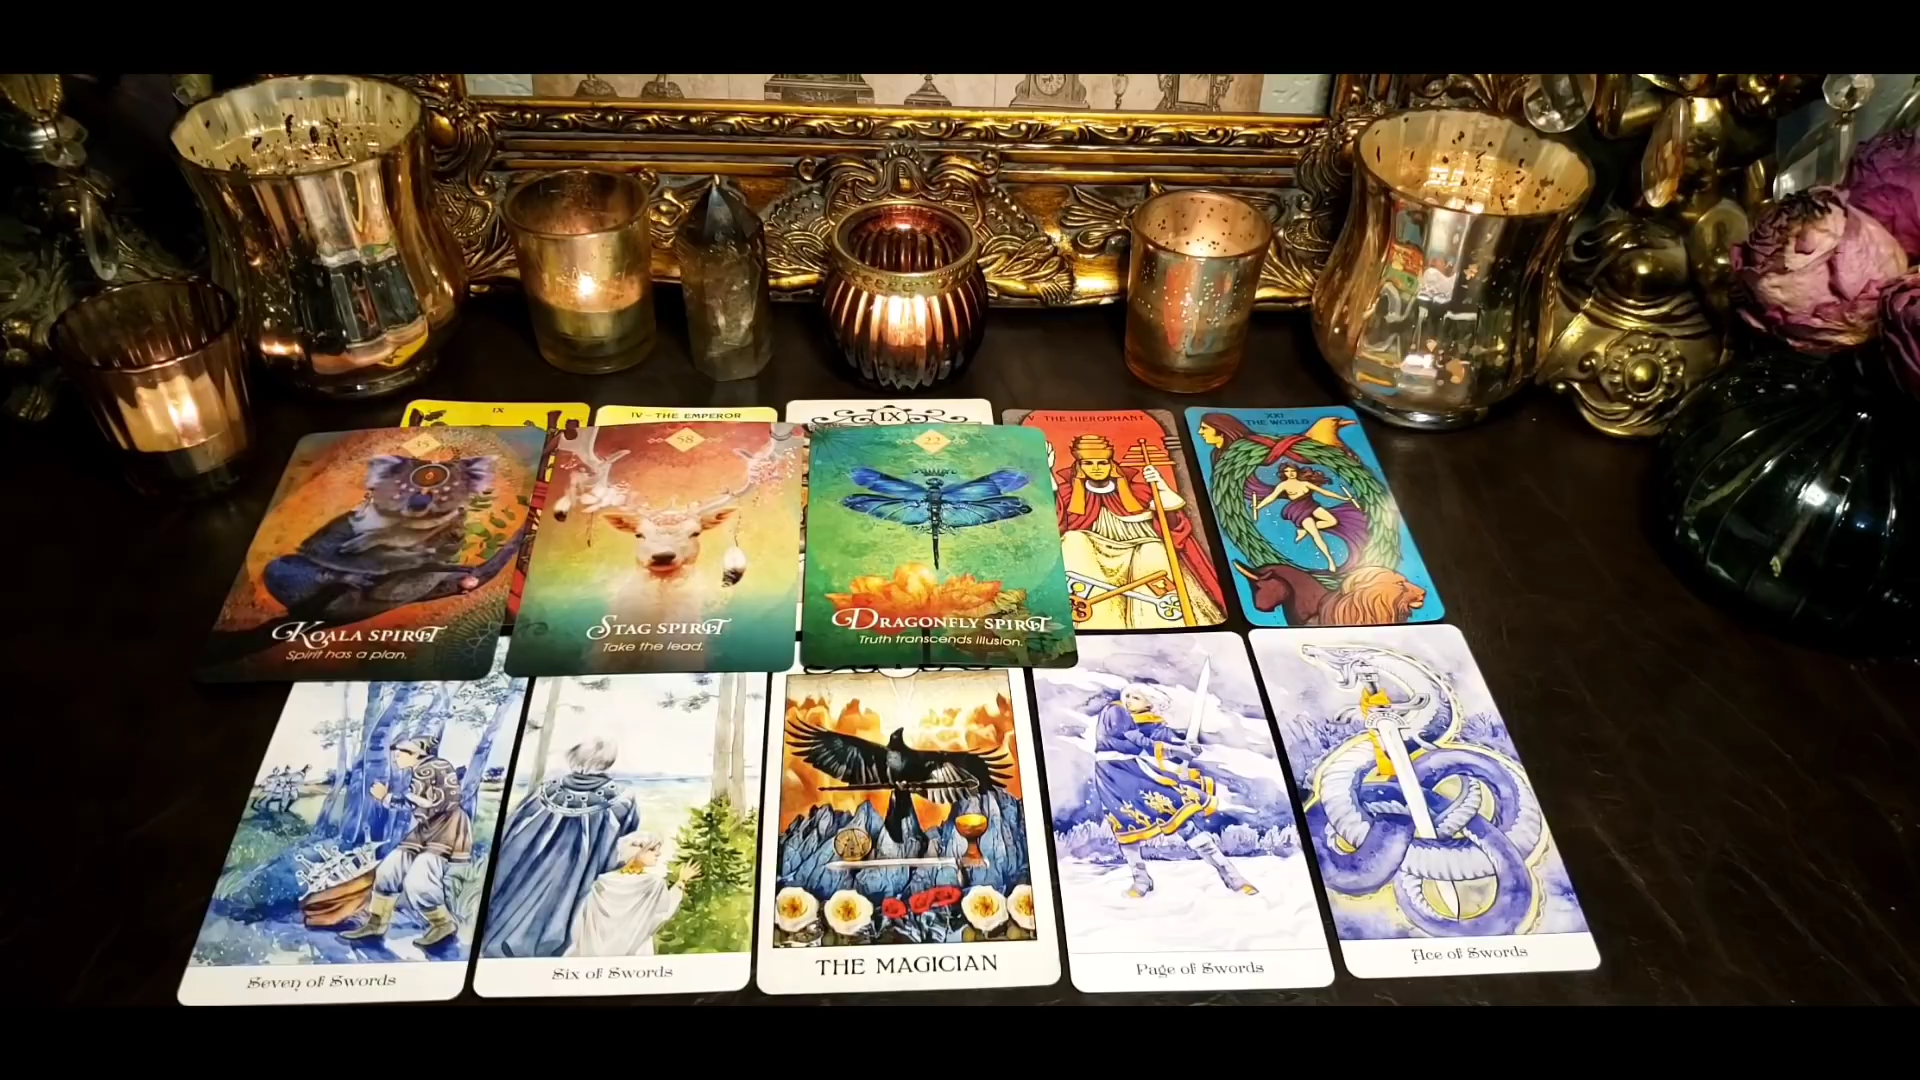 IX
IV - THE EMPEROR
IX
V THE HIEROPHANT
XXI
THE WORLD
35
KOALA SPIRIT
Spirit has a plan.
58
STAG SPIRIT
Take the lead.
22
DRAGONFLY SPIRIT
Truth transcends illusion.
Seven of Swords
Six of Swords
THE MAGICIAN
Page of Swords
Ace of Swords